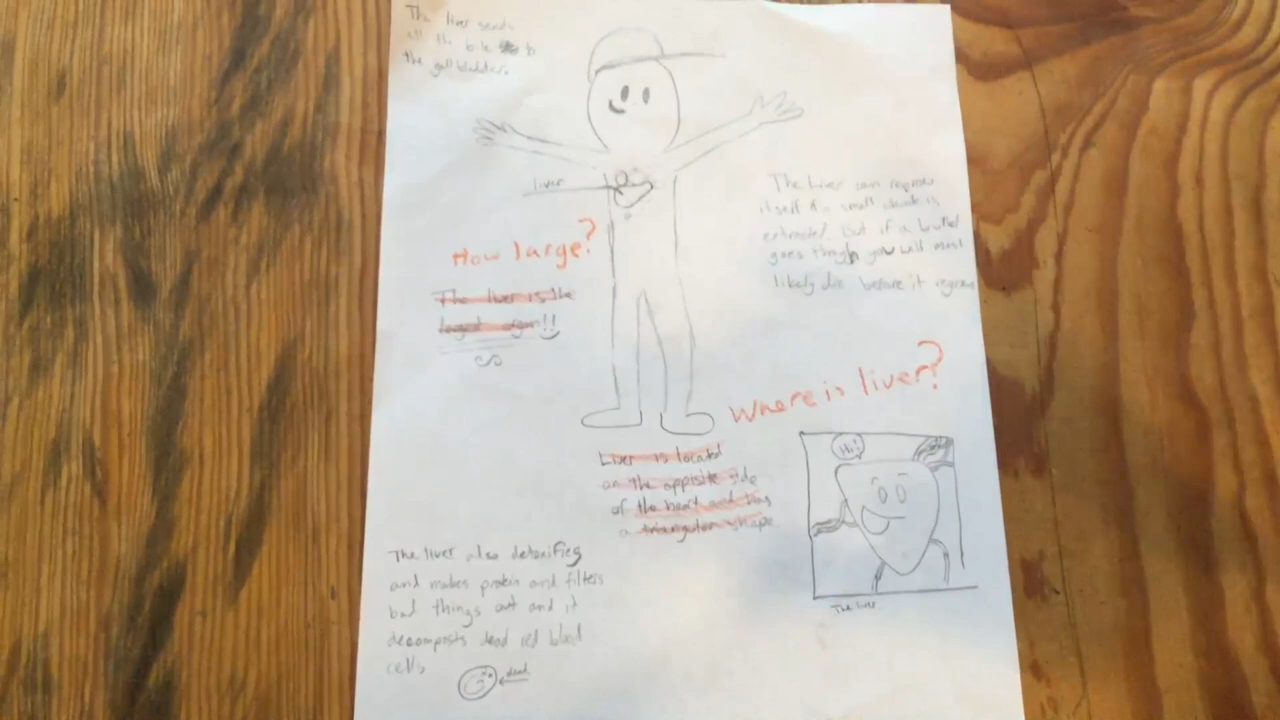 The liver sends
all the bile to
the gallbladder.
liver
The Liver can regrow
itself if a small chunk is
extracted. But if a bullet
goes though you will most
likely die before it regrow
How large?
The liver is the
largest organ!!
Where is liver?
Liver is located
on the opposite side
of the heart and has
a triangular shape
Hi!
The liver
The liver also detoxifies
and makes protein and filters
bad things out and it
decomposts dead red blood
cells
dead